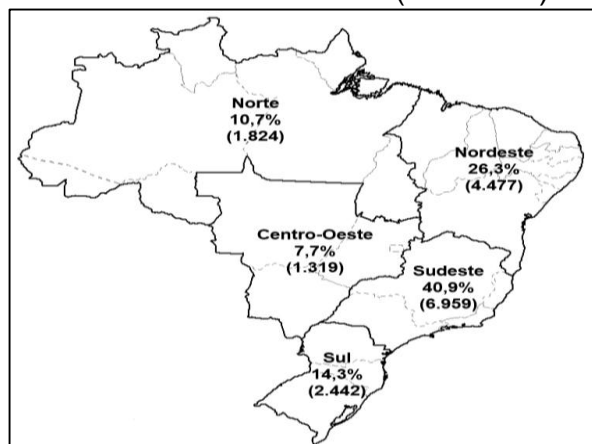 Norte
10,7%
(1.824)
Nordeste
26,3%
(4.477)
Centro-Oeste
7,7%
(1.319)
Sudeste
40,9%
(6.959)
Sul
14,3%
(2.442)